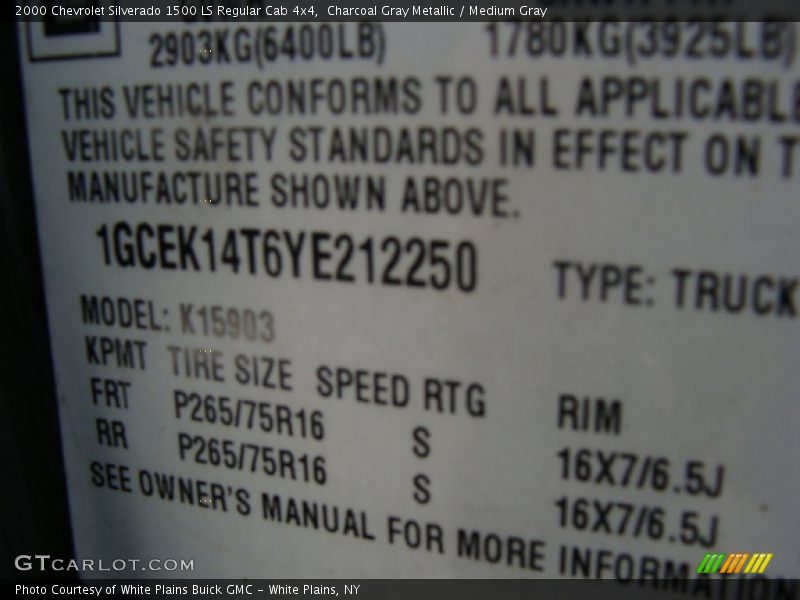 2000 Chevrolet Silverado 1500 LS Regular Cab 4x4,  Charcoal Gray Metallic / Medium Gray
2903KG(6400LB) 1780KG(3925LB)
THIS VEHICLE CONFORMS TO ALL APPLICABLE
VEHICLE SAFETY STANDARDS IN EFFECT ON T
MANUFACTURE SHOWN ABOVE.
1GCEK14T6YE212250 TYPE: TRUCK
MODEL: K15903
KPMT TIRE SIZE SPEED RTG RIM
FRT P265/75R16 S 16X7/6.5J
RR P265/75R16 S 16X7/6.5J
SEE OWNER'S MANUAL FOR MORE INFORMATION
GTCARLOT.COM
Photo Courtesy of White Plains Buick GMC - White Plains, NY